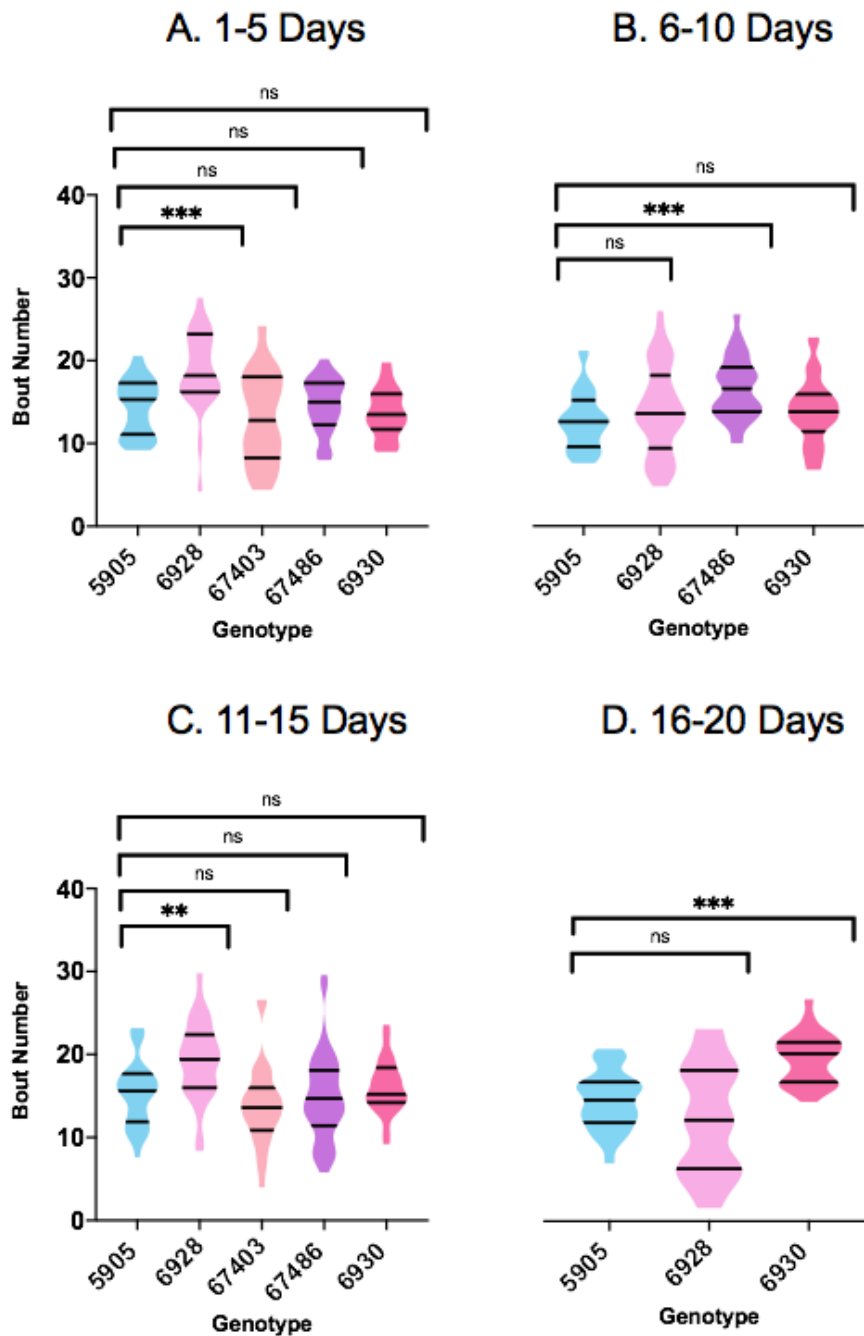 A. 1-5 Days
ns
ns
ns
***
40
30
20
10
0
Bout Number
5905
6928
67403
67486
6930
Genotype
B. 6-10 Days
ns
***
ns
5905
6928
67486
6930
Genotype
C. 11-15 Days
ns
ns
ns
**
40
30
20
10
0
Bout Number
5905
6928
67403
67486
6930
Genotype
D. 16-20 Days
***
ns
5905
6928
6930
Genotype